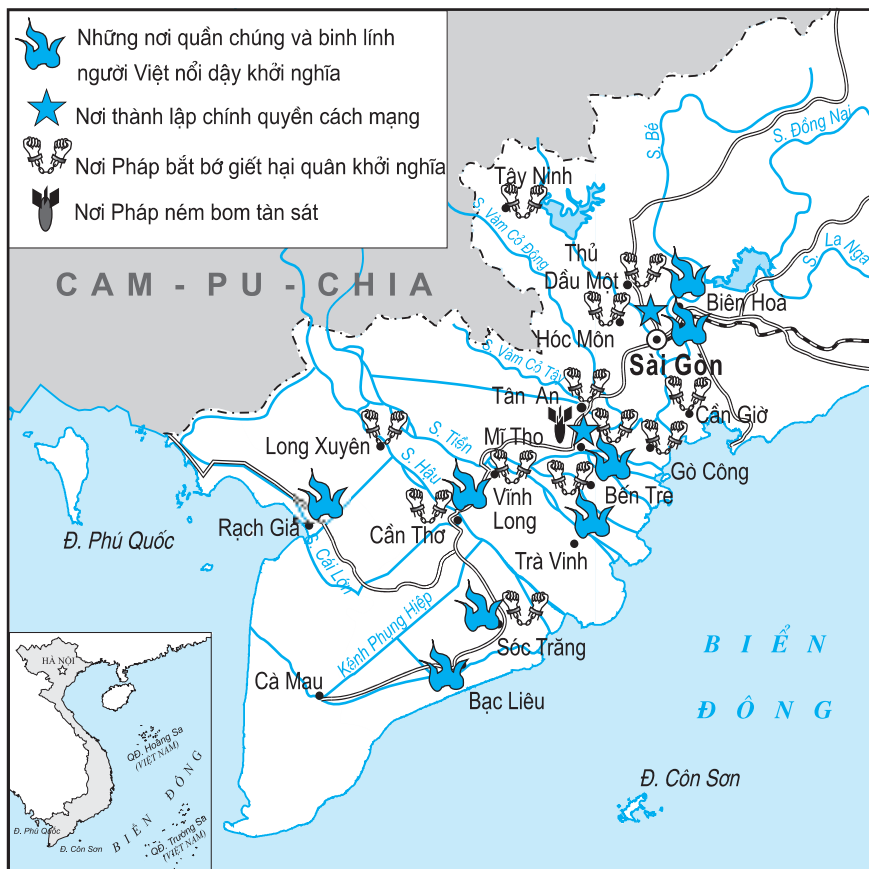 Những nơi quần chúng và binh lính
người Việt nổi dậy khởi nghĩa
Nơi thành lập chính quyền cách mạng
Nơi Pháp bắt bớ giết hại quân khởi nghĩa
Nơi Pháp ném bom tàn sát
CAM - PU - CHIA
Tây Ninh
S. Bé
S. Đồng Nai
S. La Nga
S. Vàm Cỏ Đông
Thủ
Dầu Một
Biên Hoà
Hóc Môn
Sài Gòn
S. Vàm Cỏ Tây
Tân An
Cần Giờ
Mĩ Tho
Gò Công
Long Xuyên
S. Tiền
S. Hậu
Vĩnh
Long
Bến Tre
Rạch Giá
Cần Thơ
Trà Vinh
Đ. Phú Quốc
S. Cái Lớn
Kênh Phụng Hiệp
Sóc Trăng
Cà Mau
Bạc Liêu
BIỂN
ĐÔNG
Đ. Côn Sơn
HÀ NỘI
QĐ. Hoàng Sa
(VIỆT NAM)
BIỂN ĐÔNG
Đ. Phú Quốc
Đ. Côn Sơn
QĐ. Trường Sa
(VIỆT NAM)